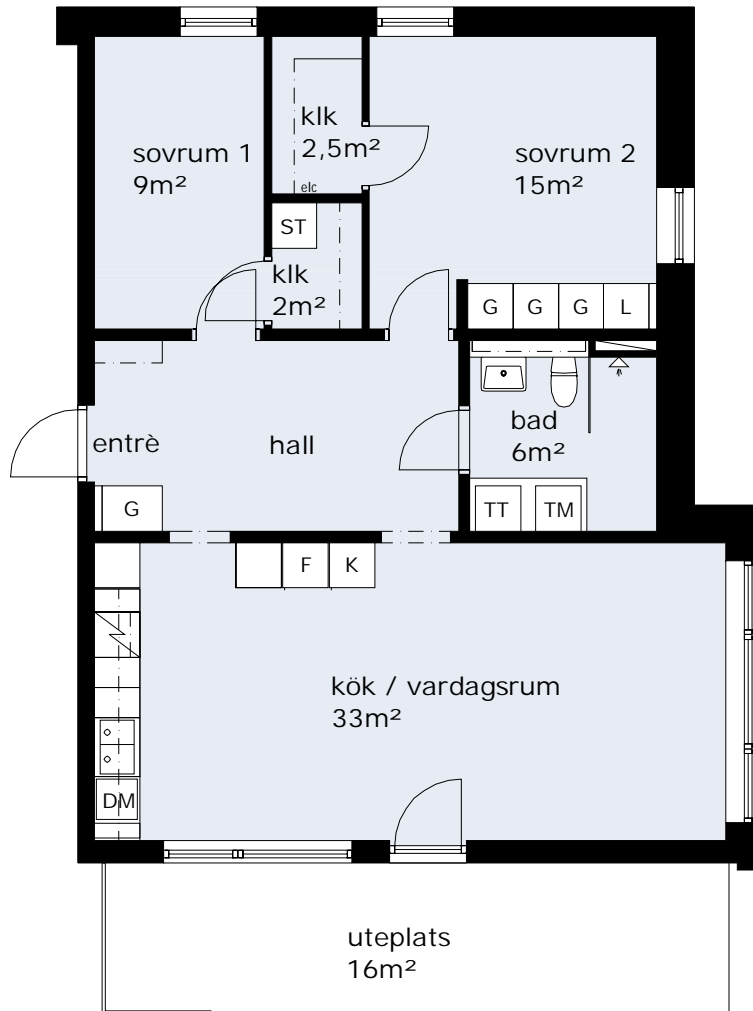 klk
2,5m²
elc
sovrum 1
9m²
sovrum 2
15m²
ST
klk
2m²
G
G
G
L
entrè
hall
bad
6m²
G
TT
TM
F
K
kök / vardagsrum
33m²
DM
uteplats
16m²